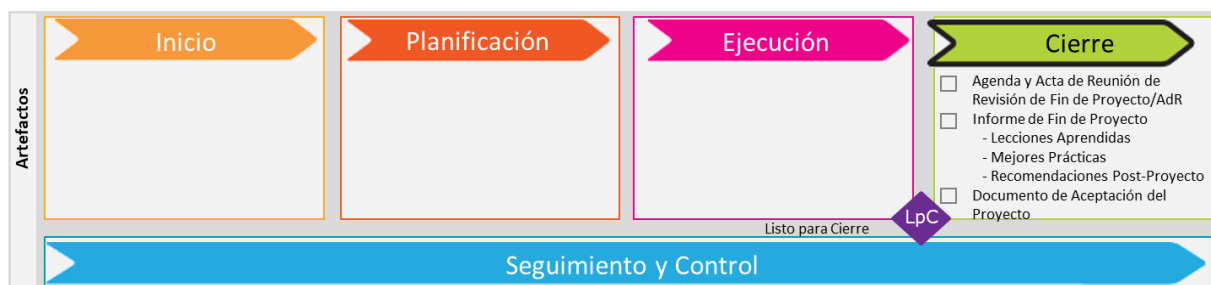 Artefactos
Inicio
Planificación
Ejecución
Cierre
Agenda y Acta de Reunión de
Revisión de Fin de Proyecto/AdR
Informe de Fin de Proyecto
- Lecciones Aprendidas
- Mejores Prácticas
- Recomendaciones Post-Proyecto
Documento de Aceptación del
Proyecto
LpC
Listo para Cierre
Seguimiento y Control